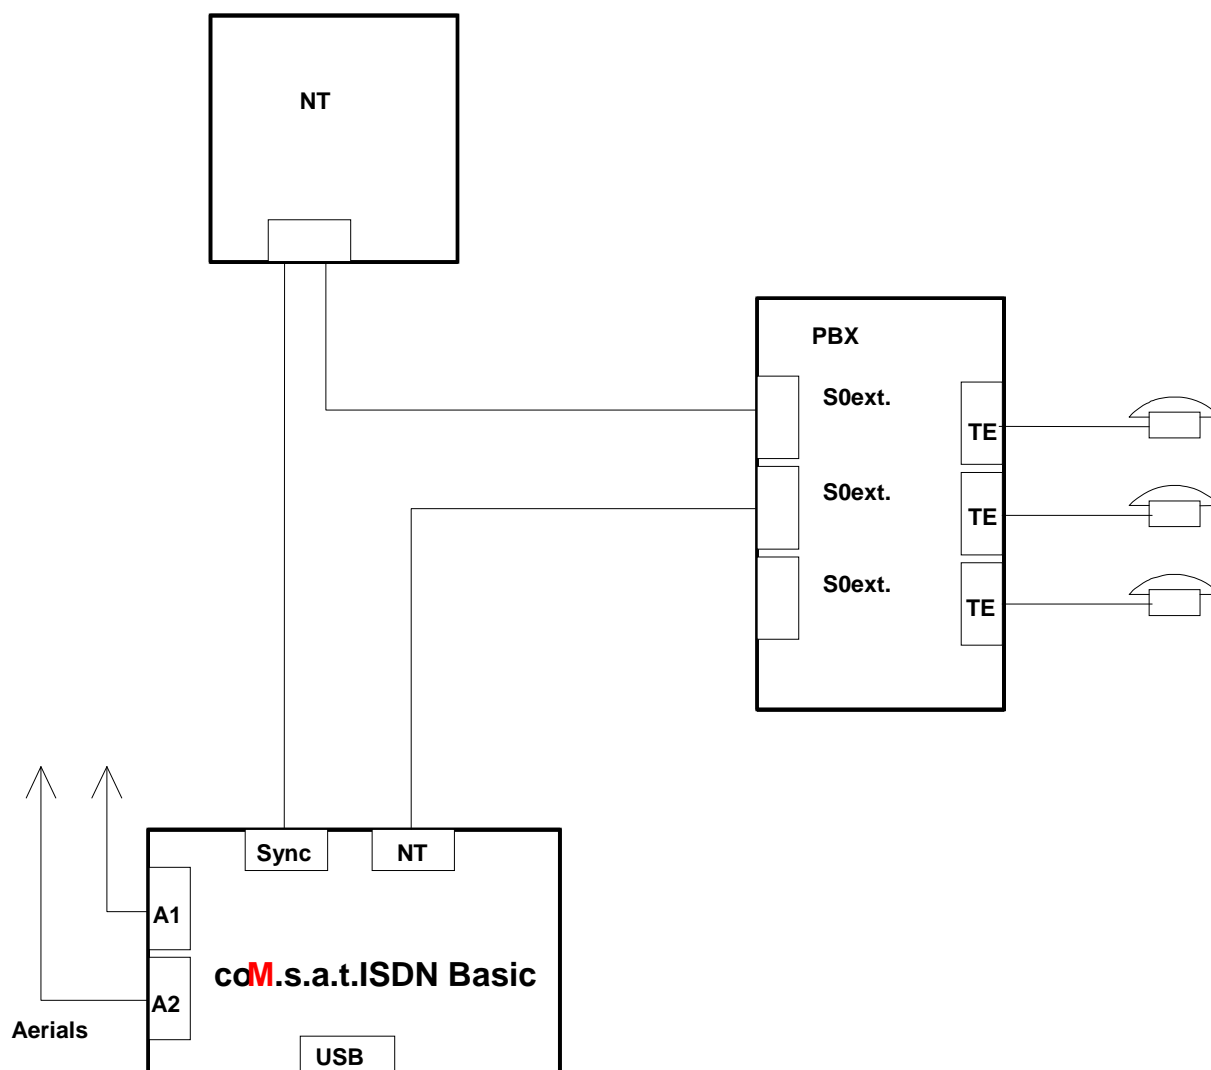 NT
PBX
S0ext.
TE
S0ext.
TE
S0ext.
TE
Sync
NT
A1
coM.s.a.t.ISDN Basic
A2
Aerials
USB